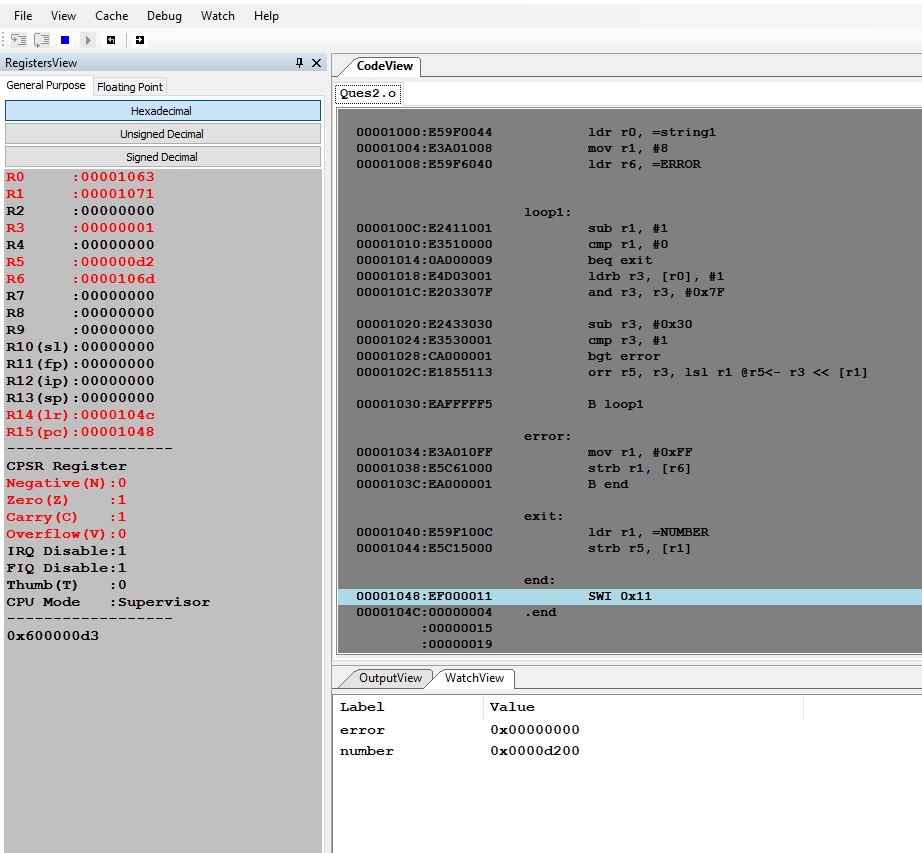 File View Cache Debug Watch Help
RegistersView
General Purpose Floating Point
Hexadecimal
Unsigned Decimal
Signed Decimal
R0 :00001063
R1 :00001071
R2 :00000000
R3 :00000001
R4 :00000000
R5 :000000d2
R6 :0000106d
R7 :00000000
R8 :00000000
R9 :00000000
R10(sl):00000000
R11(fp):00000000
R12(ip):00000000
R13(sp):00000000
R14(lr):0000104c
R15(pc):00001048
------------------
CPSR Register
Negative(N):0
Zero(Z) :1
Carry(C) :1
Overflow(V):0
IRQ Disable:1
FIQ Disable:1
Thumb(T) :0
CPU Mode :Supervisor
------------------
0x600000d3
CodeView
Ques2.o
00001000:E59F0044 ldr r0, =string1
00001004:E3A01008 mov r1, #8
00001008:E59F6040 ldr r6, =ERROR
loop1:
0000100C:E2411001 sub r1, #1
00001010:E3510000 cmp r1, #0
00001014:0A000009 beq exit
00001018:E4D03001 ldrb r3, [r0], #1
0000101C:E203307F and r3, r3, #0x7F
00001020:E2433030 sub r3, #0x30
00001024:E3530001 cmp r3, #1
00001028:CA000001 bgt error
0000102C:E1855113 orr r5, r3, lsl r1 @r5<- r3 << [r1]
00001030:EAFFFFF5 B loop1
error:
00001034:E3A010FF mov r1, #0xFF
00001038:E5C61000 strb r1, [r6]
0000103C:EA000001 B end
exit:
00001040:E59F100C ldr r1, =NUMBER
00001044:E5C15000 strb r5, [r1]
end:
00001048:EF000011 SWI 0x11
0000104C:00000004 .end
:00000015
:00000019
OutputView WatchView
Label Value
error 0x00000000
number 0x0000d200